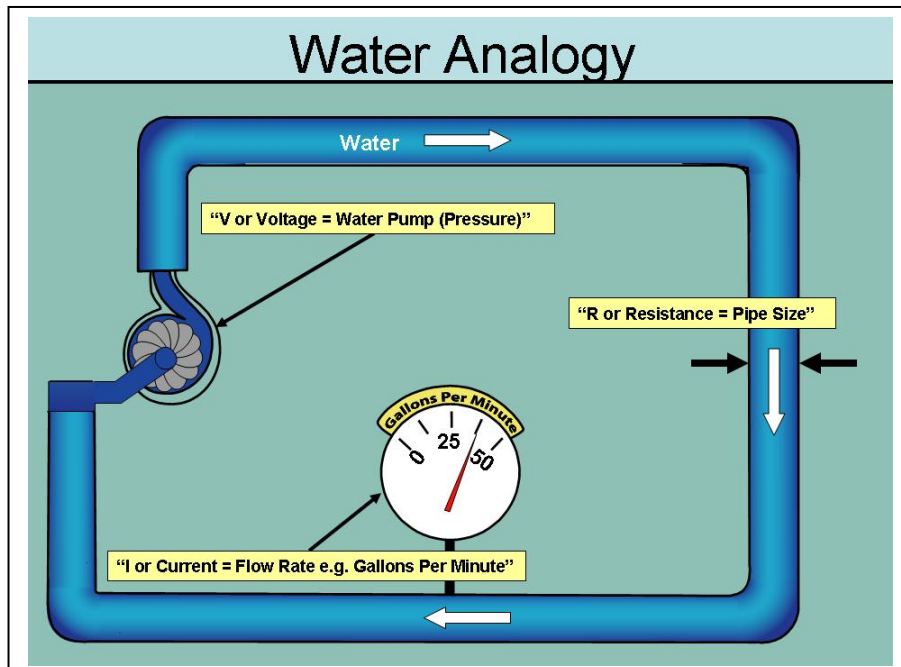 Water Analogy
Water
“V or Voltage = Water Pump (Pressure)”
“R or Resistance = Pipe Size”
Gallons Per Minute
0 25 50
“I or Current = Flow Rate e.g. Gallons Per Minute”